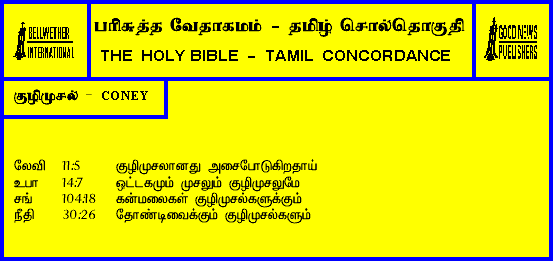 BELLWETHER
INTERNATIONAL
பரிசுத்த வேதாகமம் - தமிழ் சொல்தொகுதி
THE HOLY BIBLE - TAMIL CONCORDANCE
GOOD NEWS
PUBLISHERS
குழிமுசல் - CONEY
லேவி 11:5 குழிமுசலானது அசைபோடுகிறதாய்
உபா 14:7 ஒட்டகமும் முசலும் குழிமுசலுமே
சங் 104:18 கன்மலைகள் குழிமுசல்களுக்கும்
நீதி 30:26 தோண்டிவைக்கும் குழிமுசல்களும்